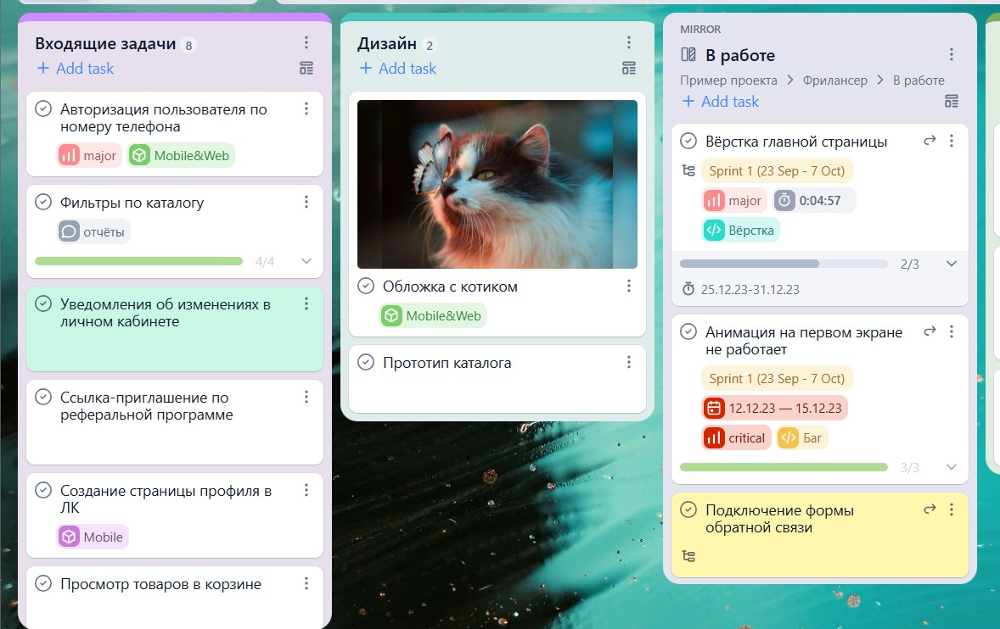 Входящие задачи 8
+ Add task
Авторизация пользователя по
номеру телефона
major Mobile&Web
Фильтры по каталогу
отчёты
4/4
Уведомления об изменениях в
личном кабинете
Ссылка-приглашение по
реферальной программе
Создание страницы профиля в
ЛК
Mobile
Просмотр товаров в корзине
Дизайн 2
+ Add task
Обложка с котиком
Mobile&Web
Прототип каталога
MIRROR
В работе
Пример проекта > Фрилансер > В работе
+ Add task
Вёрстка главной страницы
Sprint 1 (23 Sep - 7 Oct)
major 0:04:57
Вёрстка
2/3
25.12.23-31.12.23
Анимация на первом экране
не работает
Sprint 1 (23 Sep - 7 Oct)
12.12.23 — 15.12.23
critical Баг
3/3
Подключение формы
обратной связи